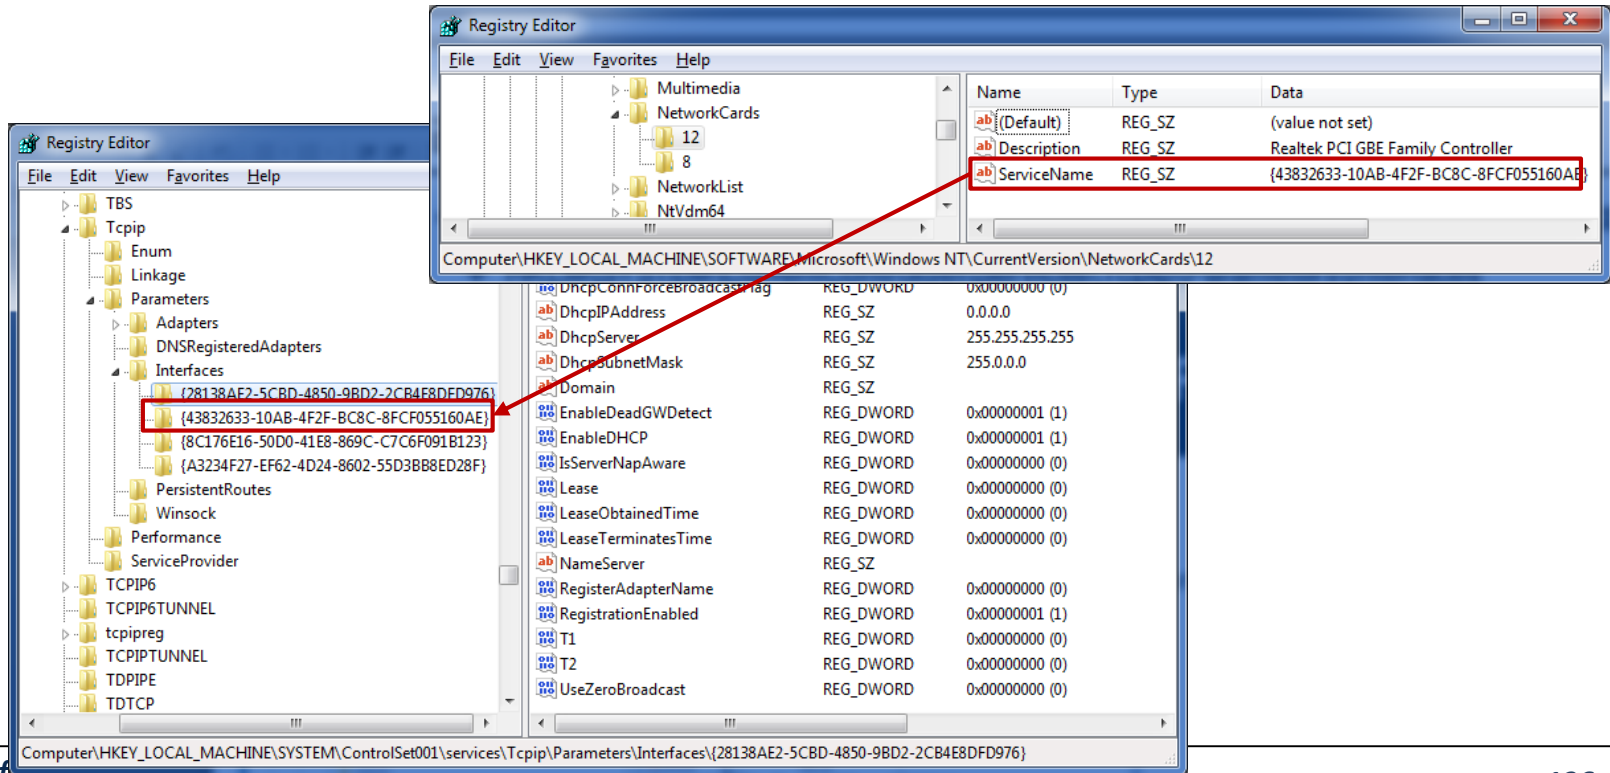 Registry Editor
File Edit View Favorites Help
Multimedia
NetworkCards
12
8
NetworkList
NtVdm64
Name Type Data
(Default) REG_SZ (value not set)
Description REG_SZ Realtek PCI GBE Family Controller
ServiceName REG_SZ {43832633-10AB-4F2F-BC8C-8FCF055160AE}
Computer\HKEY_LOCAL_MACHINE\SOFTWARE\Microsoft\Windows NT\CurrentVersion\NetworkCards\12
Registry Editor
File Edit View Favorites Help
TBS
Tcpip
Enum
Linkage
Parameters
Adapters
DNSRegisteredAdapters
Interfaces
{28138AE2-5CBD-4850-9BD2-2CB4E8DFD976}
{43832633-10AB-4F2F-BC8C-8FCF055160AE}
{8C176E16-50D0-41E8-869C-C7C6F091B123}
{A3234F27-EF62-4D24-8602-55D3BB8ED28F}
PersistentRoutes
Winsock
Performance
ServiceProvider
TCPIP6
TCPIP6TUNNEL
tcpipreg
TCPIPTUNNEL
TDPIPE
TDTCP
DhcpConnForceBroadcastFlag REG_DWORD 0x00000000 (0)
DhcpIPAddress REG_SZ 0.0.0.0
DhcpServer REG_SZ 255.255.255.255
DhcpSubnetMask REG_SZ 255.0.0.0
Domain REG_SZ
EnableDeadGWDetect REG_DWORD 0x00000001 (1)
EnableDHCP REG_DWORD 0x00000001 (1)
IsServerNapAware REG_DWORD 0x00000000 (0)
Lease REG_DWORD 0x00000000 (0)
LeaseObtainedTime REG_DWORD 0x00000000 (0)
LeaseTerminatesTime REG_DWORD 0x00000000 (0)
NameServer REG_SZ
RegisterAdapterName REG_DWORD 0x00000000 (0)
RegistrationEnabled REG_DWORD 0x00000001 (1)
T1 REG_DWORD 0x00000000 (0)
T2 REG_DWORD 0x00000000 (0)
UseZeroBroadcast REG_DWORD 0x00000000 (0)
Computer\HKEY_LOCAL_MACHINE\SYSTEM\ControlSet001\services\Tcpip\Parameters\Interfaces\{28138AE2-5CBD-4850-9BD2-2CB4E8DFD976}